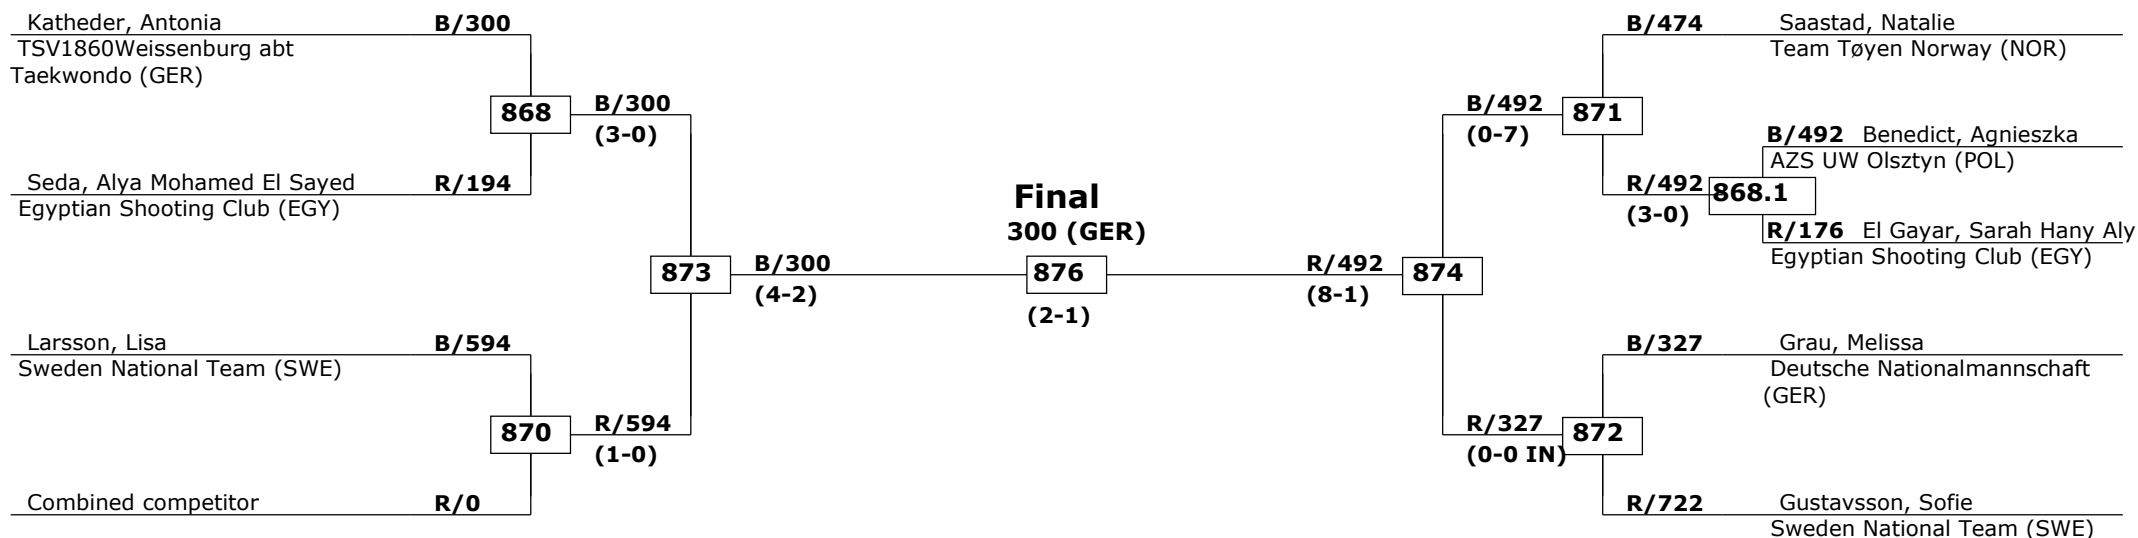 Katheder, Antonia B/300
TSV1860Weissenburg abt
Taekwondo (GER)
868
B/300
(3-0)
Seda, Alya Mohamed El Sayed R/194
Egyptian Shooting Club (EGY)
873
B/300
(4-2)
Larsson, Lisa B/594
Sweden National Team (SWE)
870
R/594
(1-0)
Combined competitor R/0
Final
300 (GER)
876
(2-1)
B/474 Saastad, Natalie
Team Tøyen Norway (NOR)
B/492
(0-7)
871
B/492 Benedict, Agnieszka
AZS UW Olsztyn (POL)
R/492
(3-0)
868.1
R/176 El Gayar, Sarah Hany Aly
Egyptian Shooting Club (EGY)
R/492
(8-1)
874
B/327 Grau, Melissa
Deutsche Nationalmannschaft
(GER)
R/327
(0-0 IN)
872
R/722 Gustavsson, Sofie
Sweden National Team (SWE)